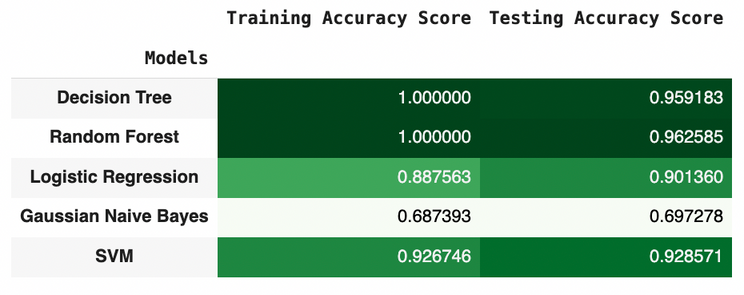 Training Accuracy Score Testing Accuracy Score
Models
Decision Tree 1.000000 0.959183
Random Forest 1.000000 0.962585
Logistic Regression 0.887563 0.901360
Gaussian Naive Bayes 0.687393 0.697278
SVM 0.926746 0.928571